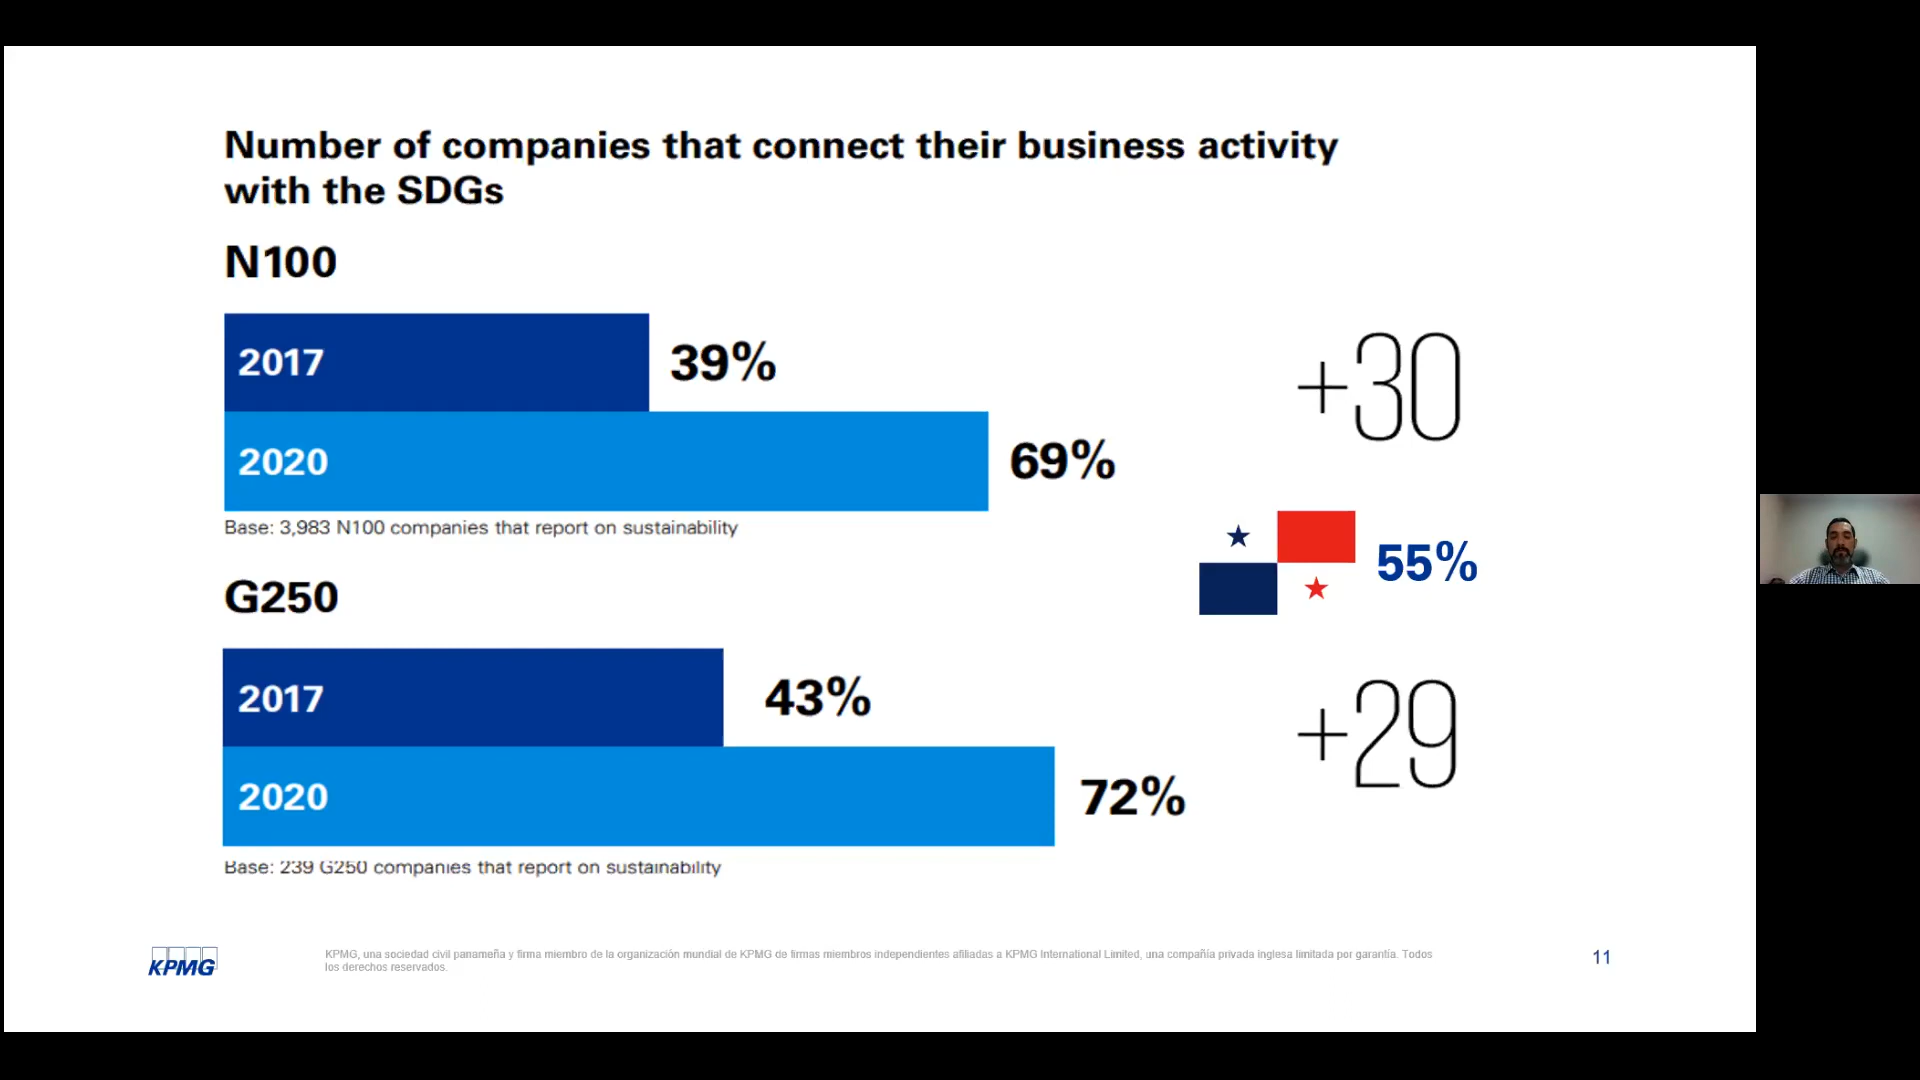 Number of companies that connect their business activity
with the SDGs
N100
2017
39%
+30
2020
69%
Base: 3,983 N100 companies that report on sustainability
55%
G250
2017
43%
+29
2020
72%
Base: 239 G250 companies that report on sustainability
KPMG
KPMG, una sociedad civil panameña y firma miembro de la organización mundial de KPMG de firmas miembros independientes afiliadas a KPMG International Limited, una compañía privada inglesa limitada por garantía. Todos
los derechos reservados.
11